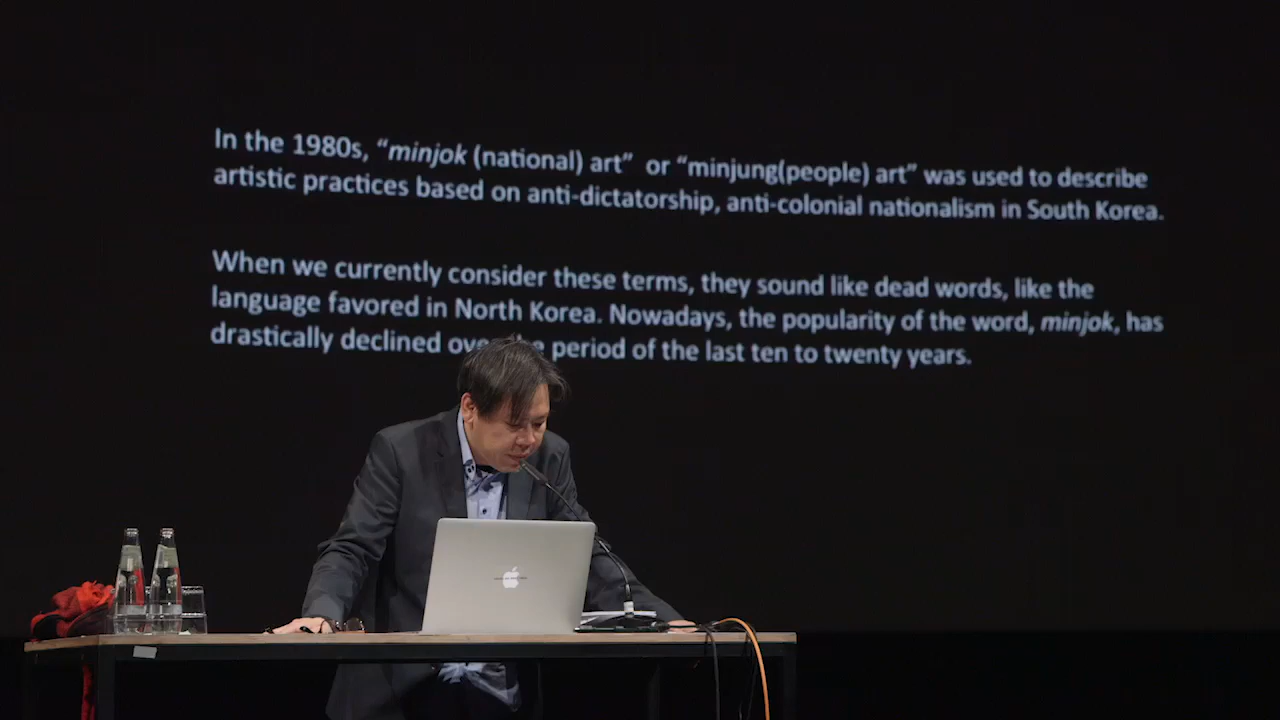 In the 1980s, “minjok (national) art”  or “minjung(people) art” was used to describe
artistic practices based on anti-dictatorship, anti-colonial nationalism in South Korea.
When we currently consider these terms, they sound like dead words, like the
language favored in North Korea. Nowadays, the popularity of the word, minjok, has
drastically declined period of the last ten to twenty years.